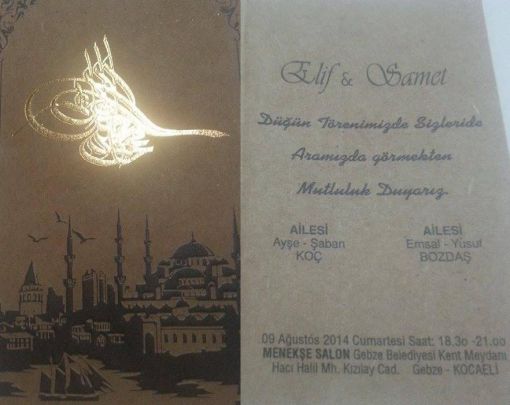 Elif & Samet
Düğün Törenimizde Sizleride
Aramızda görmekten
Mutluluk Duyarız
AİLESİ
Ayşe - Şaban
KOÇ
AİLESİ
Emsal - Yusuf
BOZDAŞ
09 Ağustos 2014 Cumartesi Saat: 18.30 -21.00
MENEKŞE SALON Gebze Belediyesi Kent Meydanı
Hacı Halil Mh. Kızılay Cad. Gebze - KOCAELİ